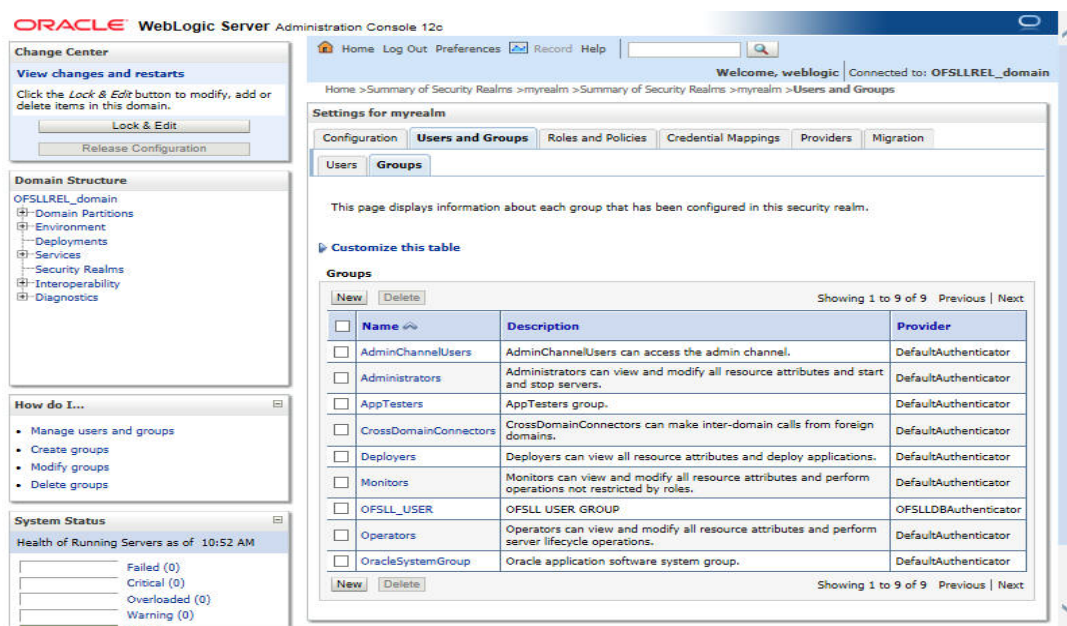 ORACLE WebLogic Server Administration Console 12c
Change Center
View changes and restarts
Click the Lock & Edit button to modify, add or
delete items in this domain.
Lock & Edit
Release Configuration
Domain Structure
OFSLLREL_domain
Domain Partitions
Environment
Deployments
Services
Security Realms
Interoperability
Diagnostics
How do I...
Manage users and groups
Create groups
Modify groups
Delete groups
System Status
Health of Running Servers as of 10:52 AM
Failed (0)
Critical (0)
Overloaded (0)
Warning (0)
Home Log Out Preferences Record Help
Welcome, weblogic Connected to: OFSLLREL_domain
Home >Summary of Security Realms >myrealm >Summary of Security Realms >myrealm >Users and Groups
Settings for myrealm
Configuration Users and Groups Roles and Policies Credential Mappings Providers Migration
Users Groups
This page displays information about each group that has been configured in this security realm.
Customize this table
Groups
New Delete Showing 1 to 9 of 9 Previous | Next
Name Description Provider
AdminChannelUsers AdminChannelUsers can access the admin channel. DefaultAuthenticator
Administrators Administrators can view and modify all resource attributes and start
and stop servers. DefaultAuthenticator
AppTesters AppTesters group. DefaultAuthenticator
CrossDomainConnectors CrossDomainConnectors can make inter-domain calls from foreign
domains. DefaultAuthenticator
Deployers Deployers can view all resource attributes and deploy applications. DefaultAuthenticator
Monitors Monitors can view and modify all resource attributes and perform
operations not restricted by roles. DefaultAuthenticator
OFSLL_USER OFSLL USER GROUP OFSLLDBAuthenticator
Operators Operators can view and modify all resource attributes and perform
server lifecycle operations. DefaultAuthenticator
OracleSystemGroup Oracle application software system group. DefaultAuthenticator
New Delete Showing 1 to 9 of 9 Previous | Next